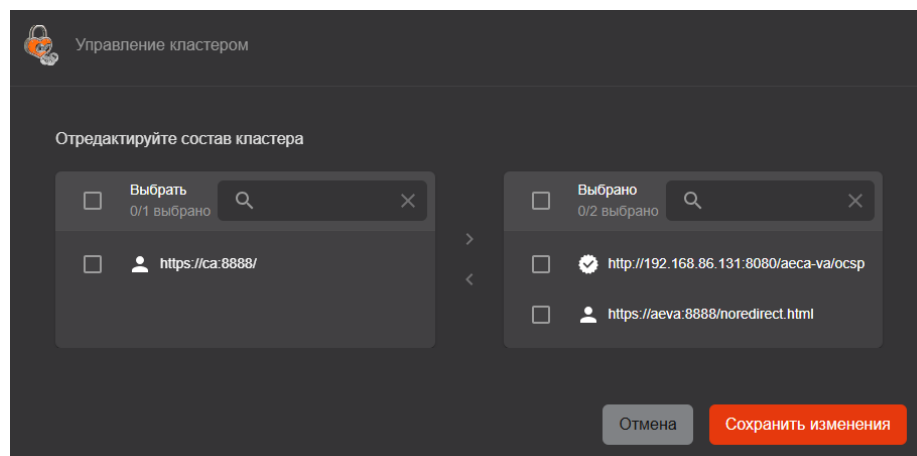 Управление кластером
Отредактируйте состав кластера
Выбрать
0/1 выбрано
https://ca:8888/
Выбрано
0/2 выбрано
http://192.168.86.131:8080/aeca-va/ocsp
https://aeva:8888/noredirect.html
Отмена
Сохранить изменения